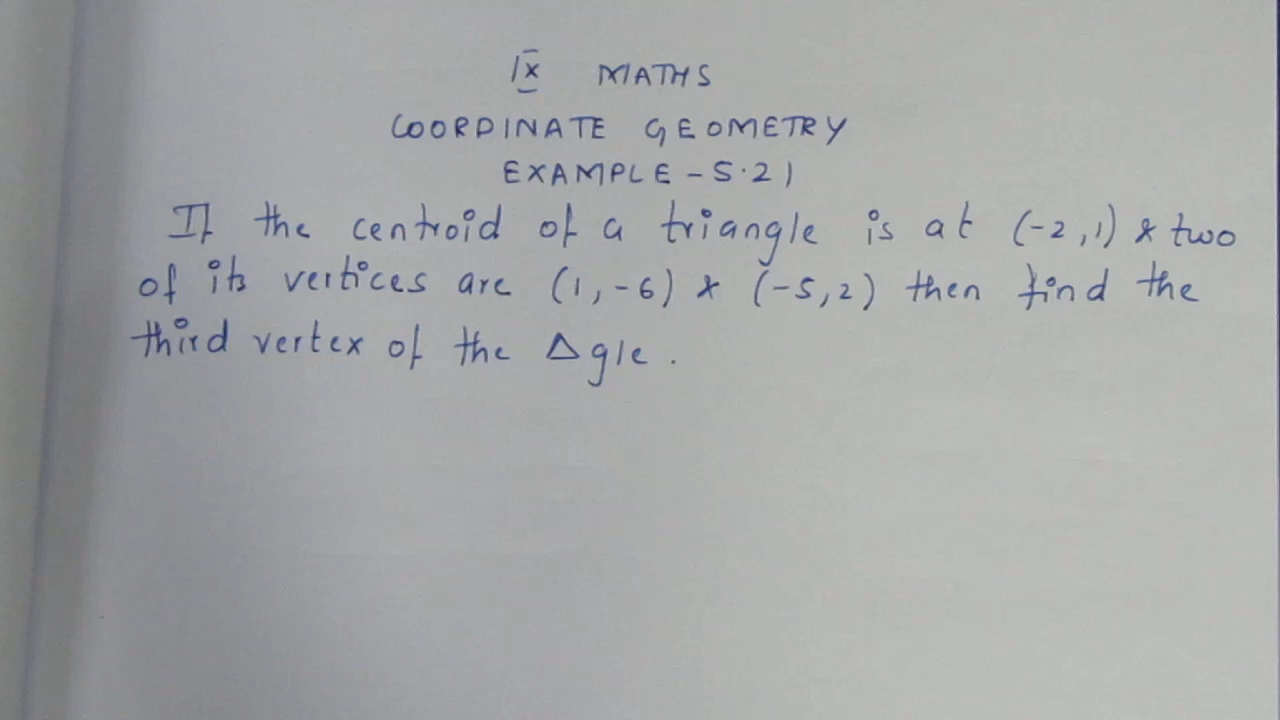 IX MATHS
COORDINATE GEOMETRY
EXAMPLE - 5.21
If the centroid of a triangle is at (-2,1) & two
of its vertices are (1,-6) & (-5,2) then find the
third vertex of the Δgle.